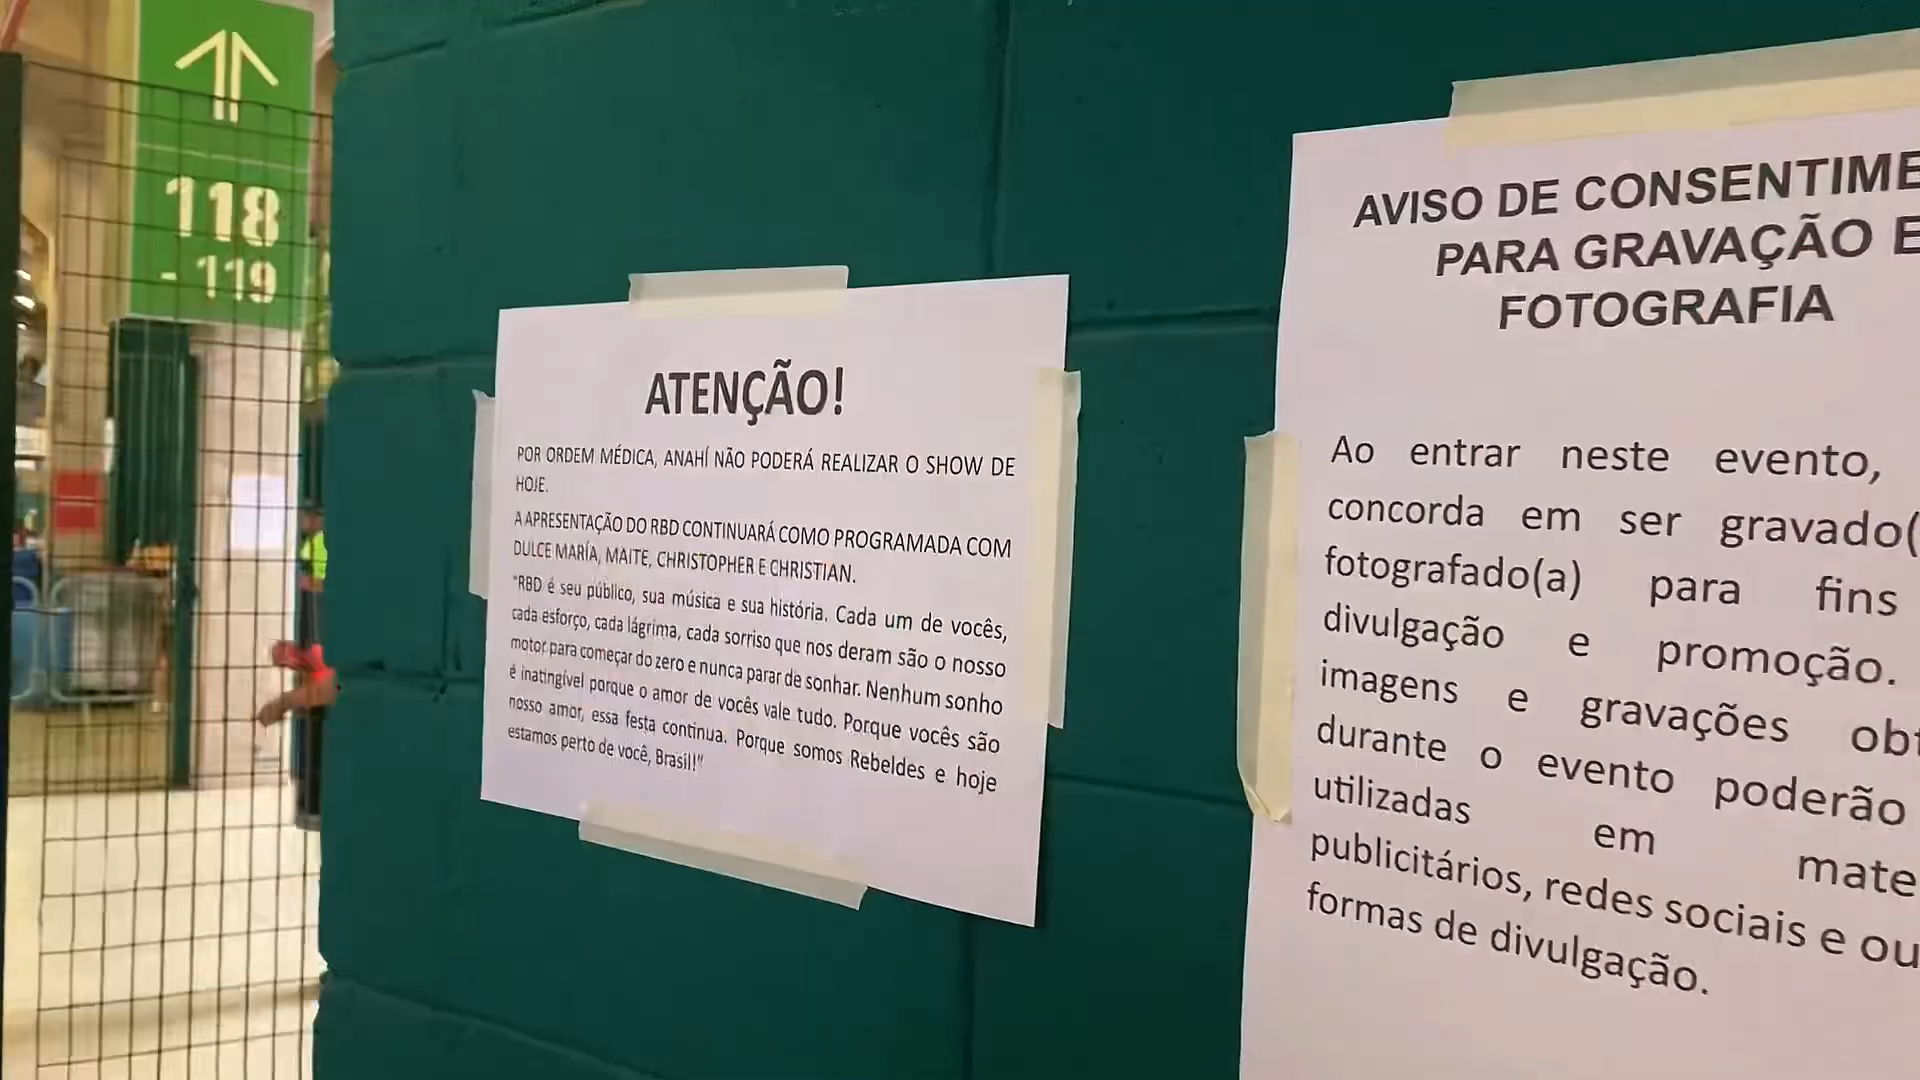 118
- 119
ATENÇÃO!
POR ORDEM MÉDICA, ANAHÍ NÃO PODERÁ REALIZAR O SHOW DE
HOJE.
A APRESENTAÇÃO DO RBD CONTINUARÁ COMO PROGRAMADA COM
DULCE MARÍA, MAITE, CHRISTOPHER E CHRISTIAN.
"RBD é seu público, sua música e sua história. Cada um de vocês,
cada esforço, cada lágrima, cada sorriso que nos deram são o nosso
motor para começar do zero e nunca parar de sonhar. Nenhum sonho
é inatingível porque o amor de vocês vale tudo. Porque vocês são
nosso amor, essa festa continua. Porque somos Rebeldes e hoje
estamos perto de você, Brasil!"
AVISO DE CONSENTIME
PARA GRAVAÇÃO E
FOTOGRAFIA
Ao entrar neste evento,
concorda em ser gravado(
fotografado(a) para fins
divulgação e promoção.
imagens e gravações obt
durante o evento poderão
utilizadas em mate
publicitários, redes sociais e ou
formas de divulgação.